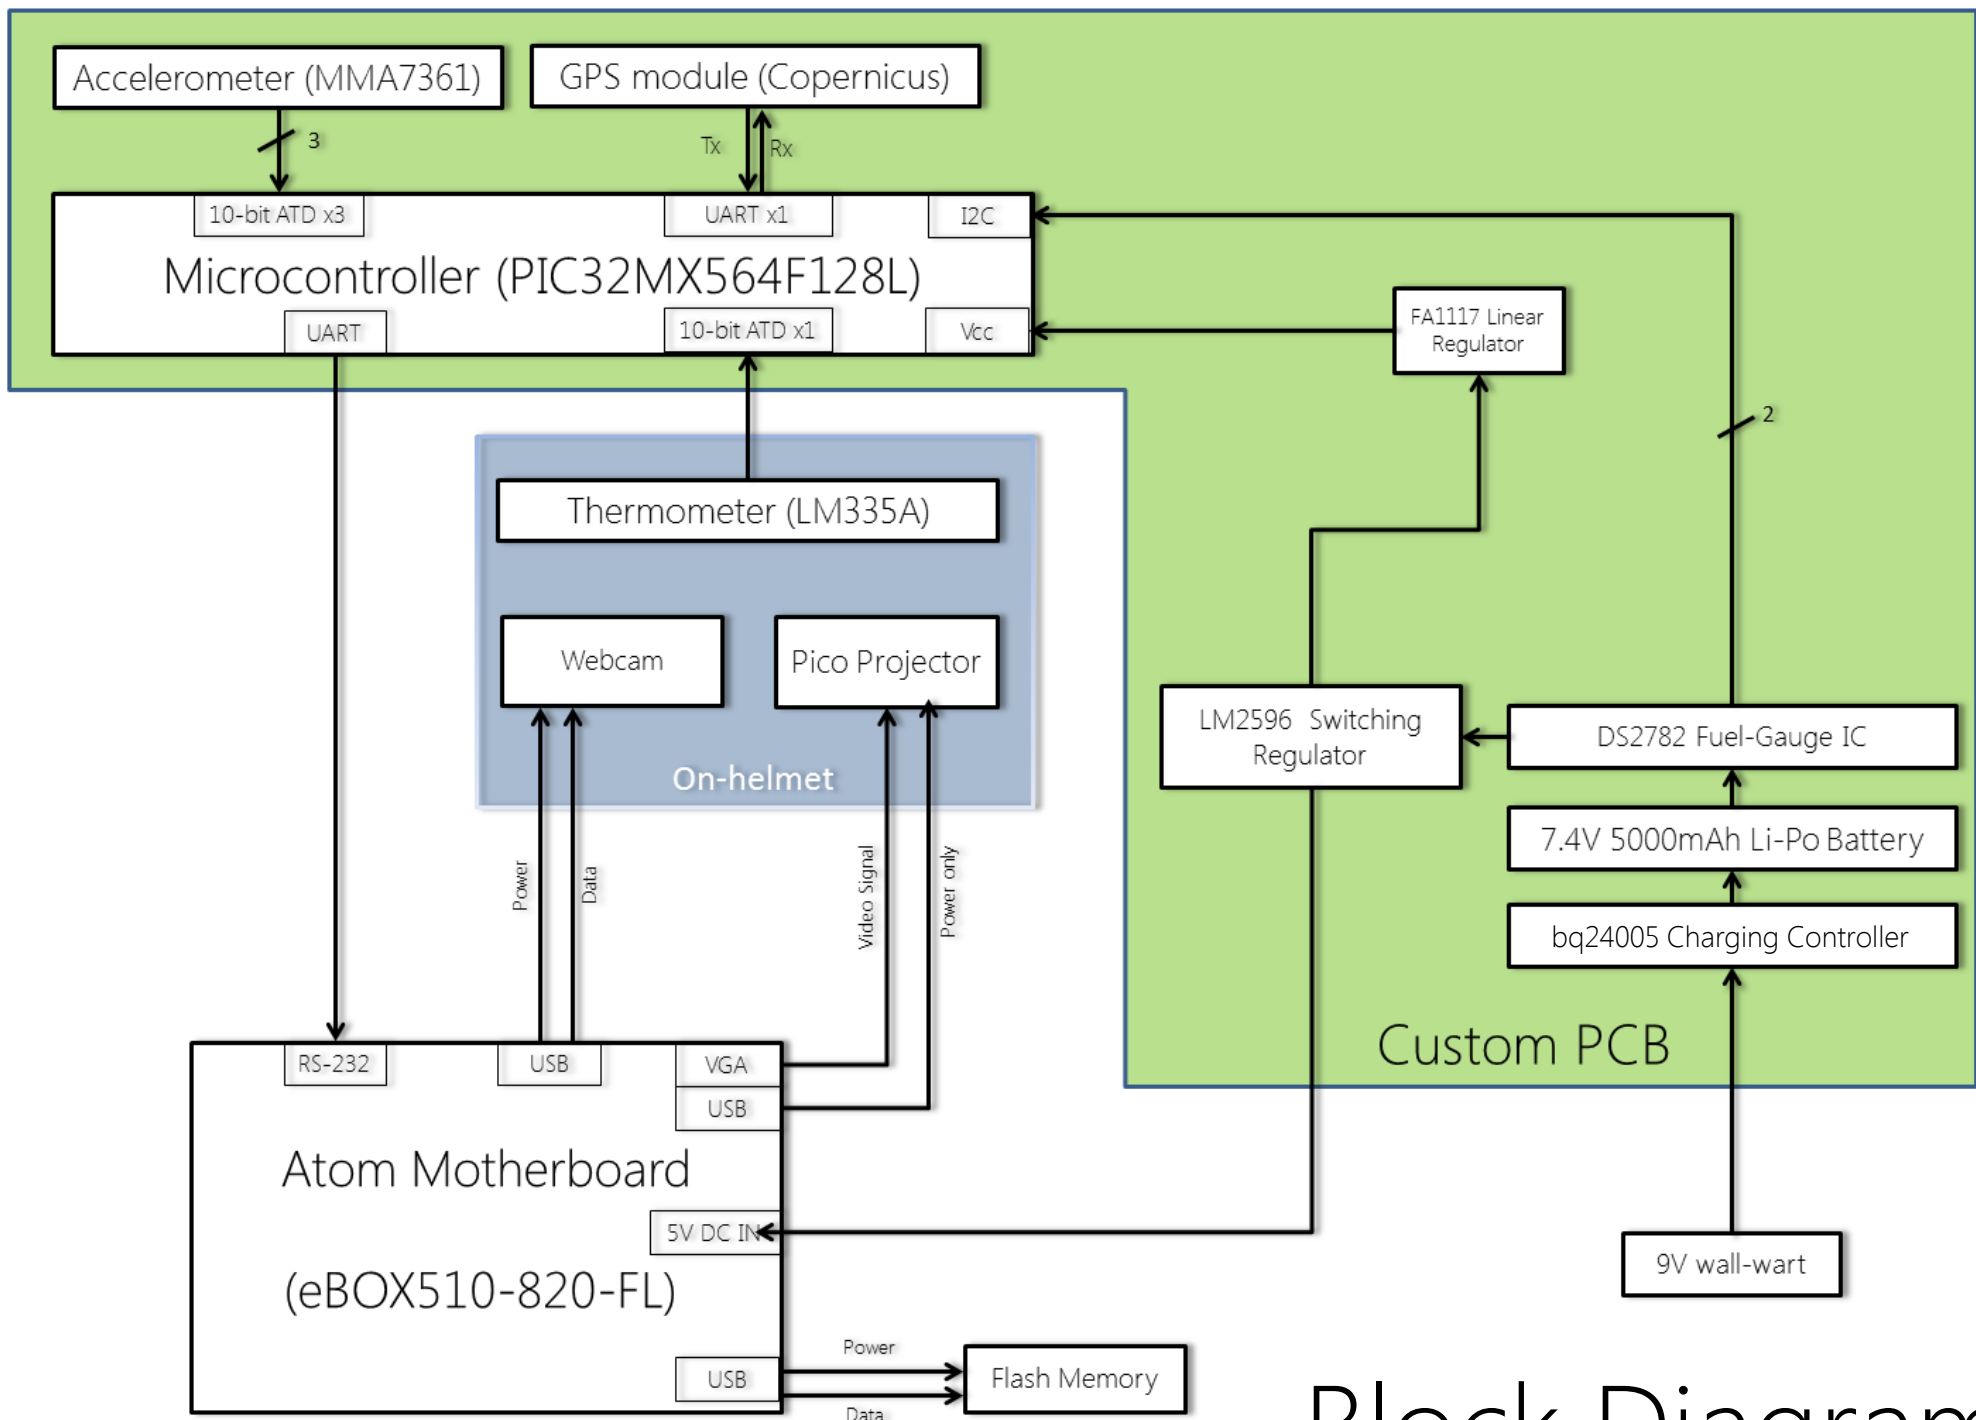 Accelerometer (MMA7361)
GPS module (Copernicus)
3
Tx
Rx
10-bit ATD x3
UART x1
I2C
Microcontroller (PIC32MX564F128L)
UART
10-bit ATD x1
Vcc
FA1117 Linear
Regulator
2
Thermometer (LM335A)
Webcam
Pico Projector
On-helmet
LM2596 Switching
Regulator
DS2782 Fuel-Gauge IC
7.4V 5000mAh Li-Po Battery
bq24005 Charging Controller
Power
Data
Video Signal
Power only
Custom PCB
RS-232
USB
VGA
USB
Atom Motherboard
5V DC IN
(eBOX510-820-FL)
9V wall-wart
USB
Power
Data
Flash Memory
Block Diagram